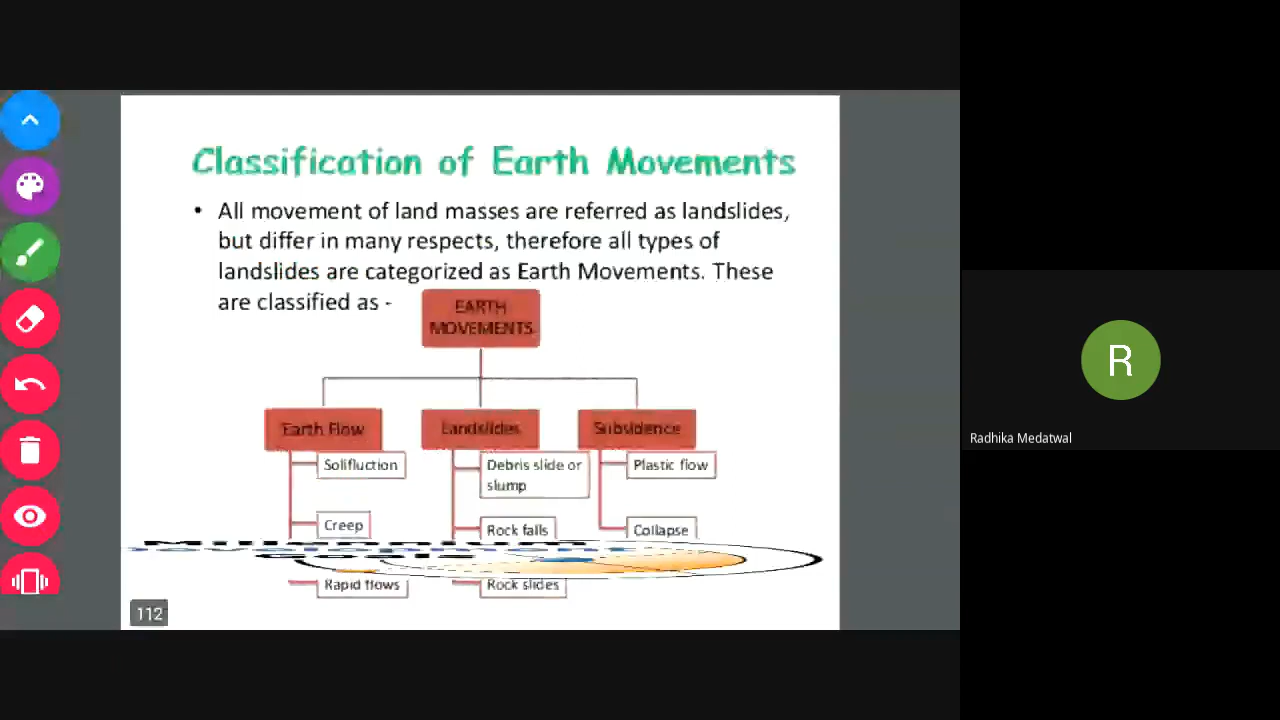 Classification of Earth Movements
• All movement of land masses are referred as landslides,
but differ in many respects, therefore all types of
landslides are categorized as Earth Movements. These
are classified as -
EARTH
MOVEMENTS
Earth Flow
Landslides
Subsidence
Solifluction
Debris slide or
slump
Plastic flow
Creep
Rock falls
Collapse
Rapid flows
Rock slides
112
R
Radhika Medatwal